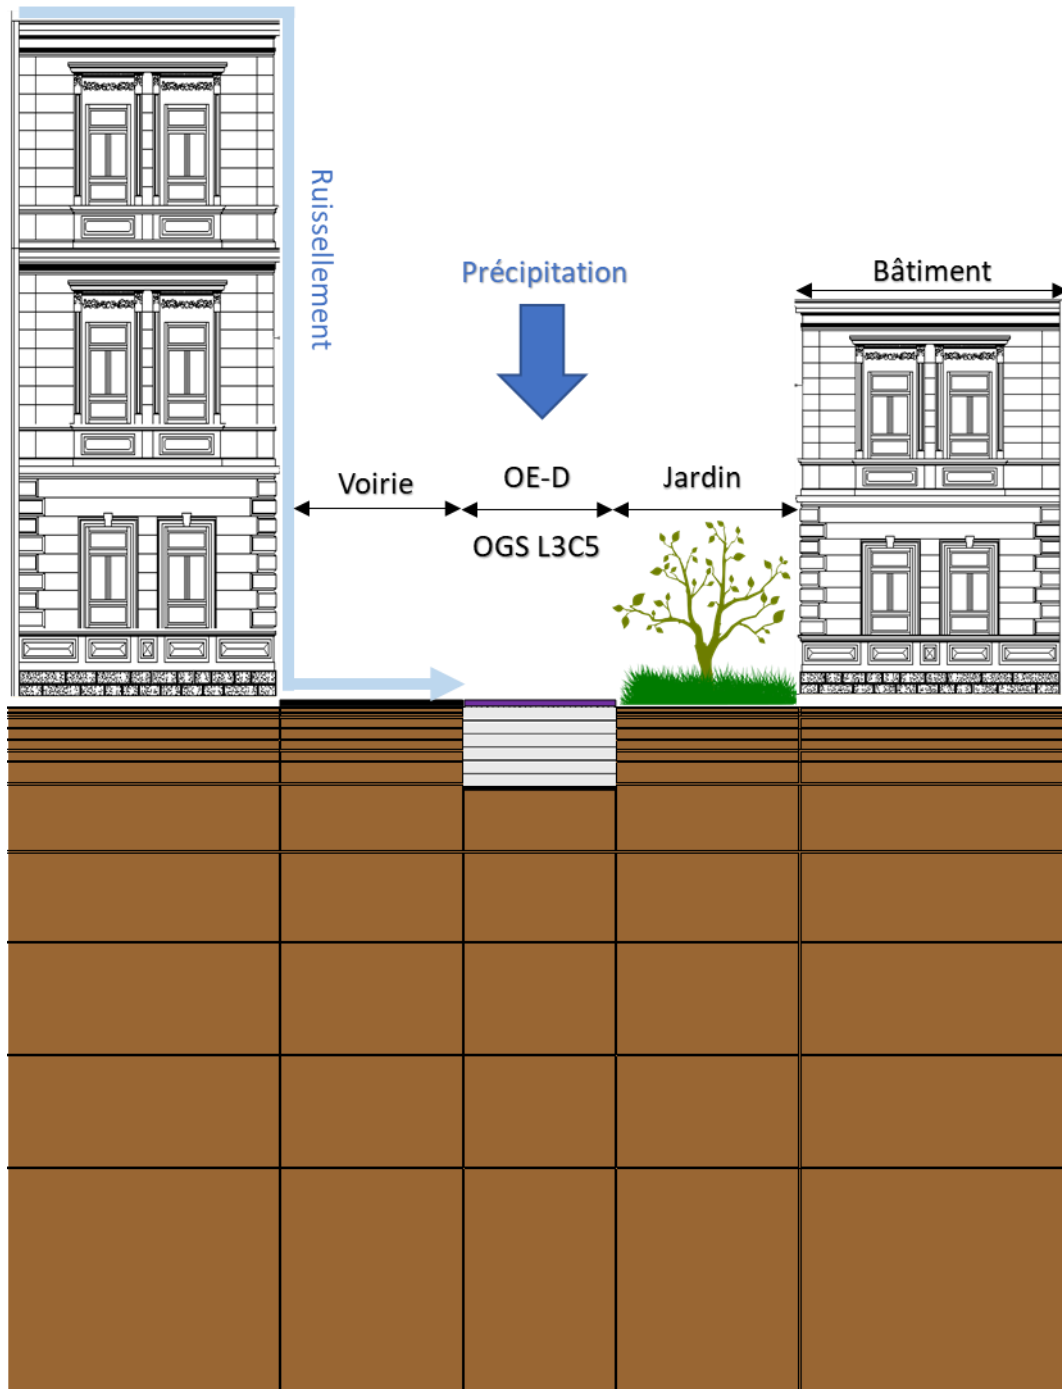 Ruissellement
Précipitation
Bâtiment
Voirie
OE-D
Jardin
OGS L3C5